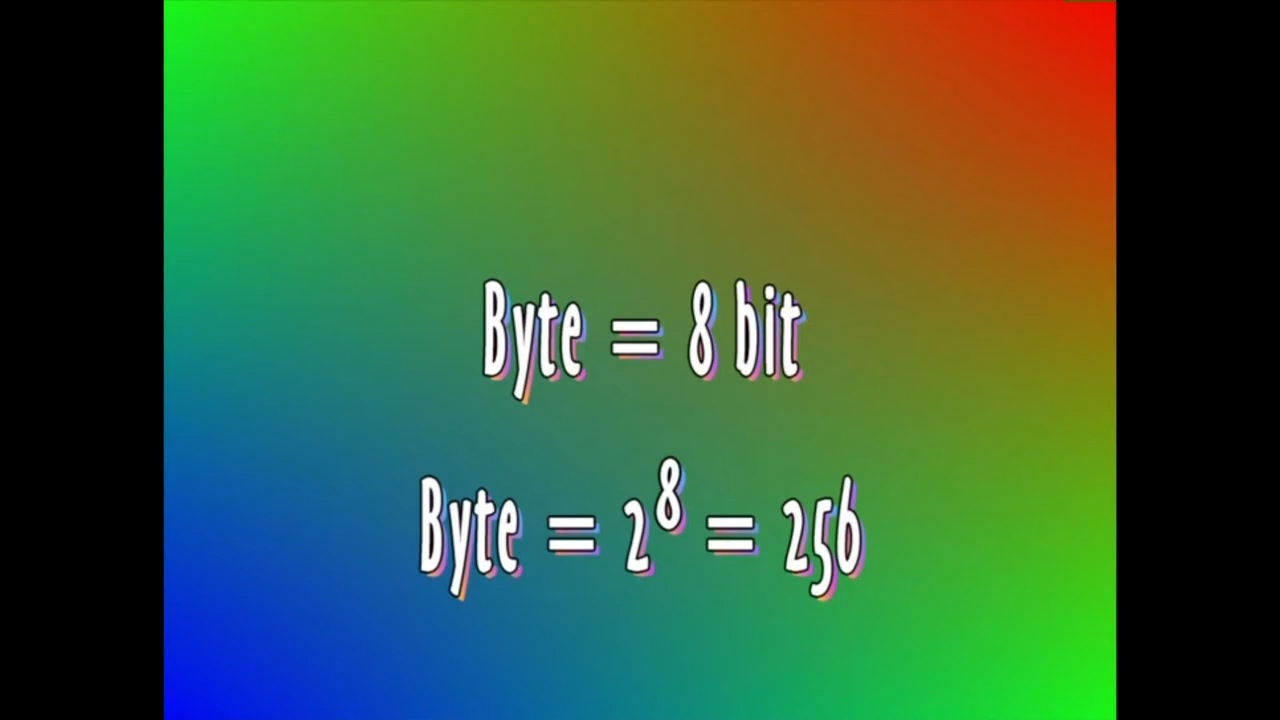 Byte = 8 bit
Byte = 2⁸ = 256